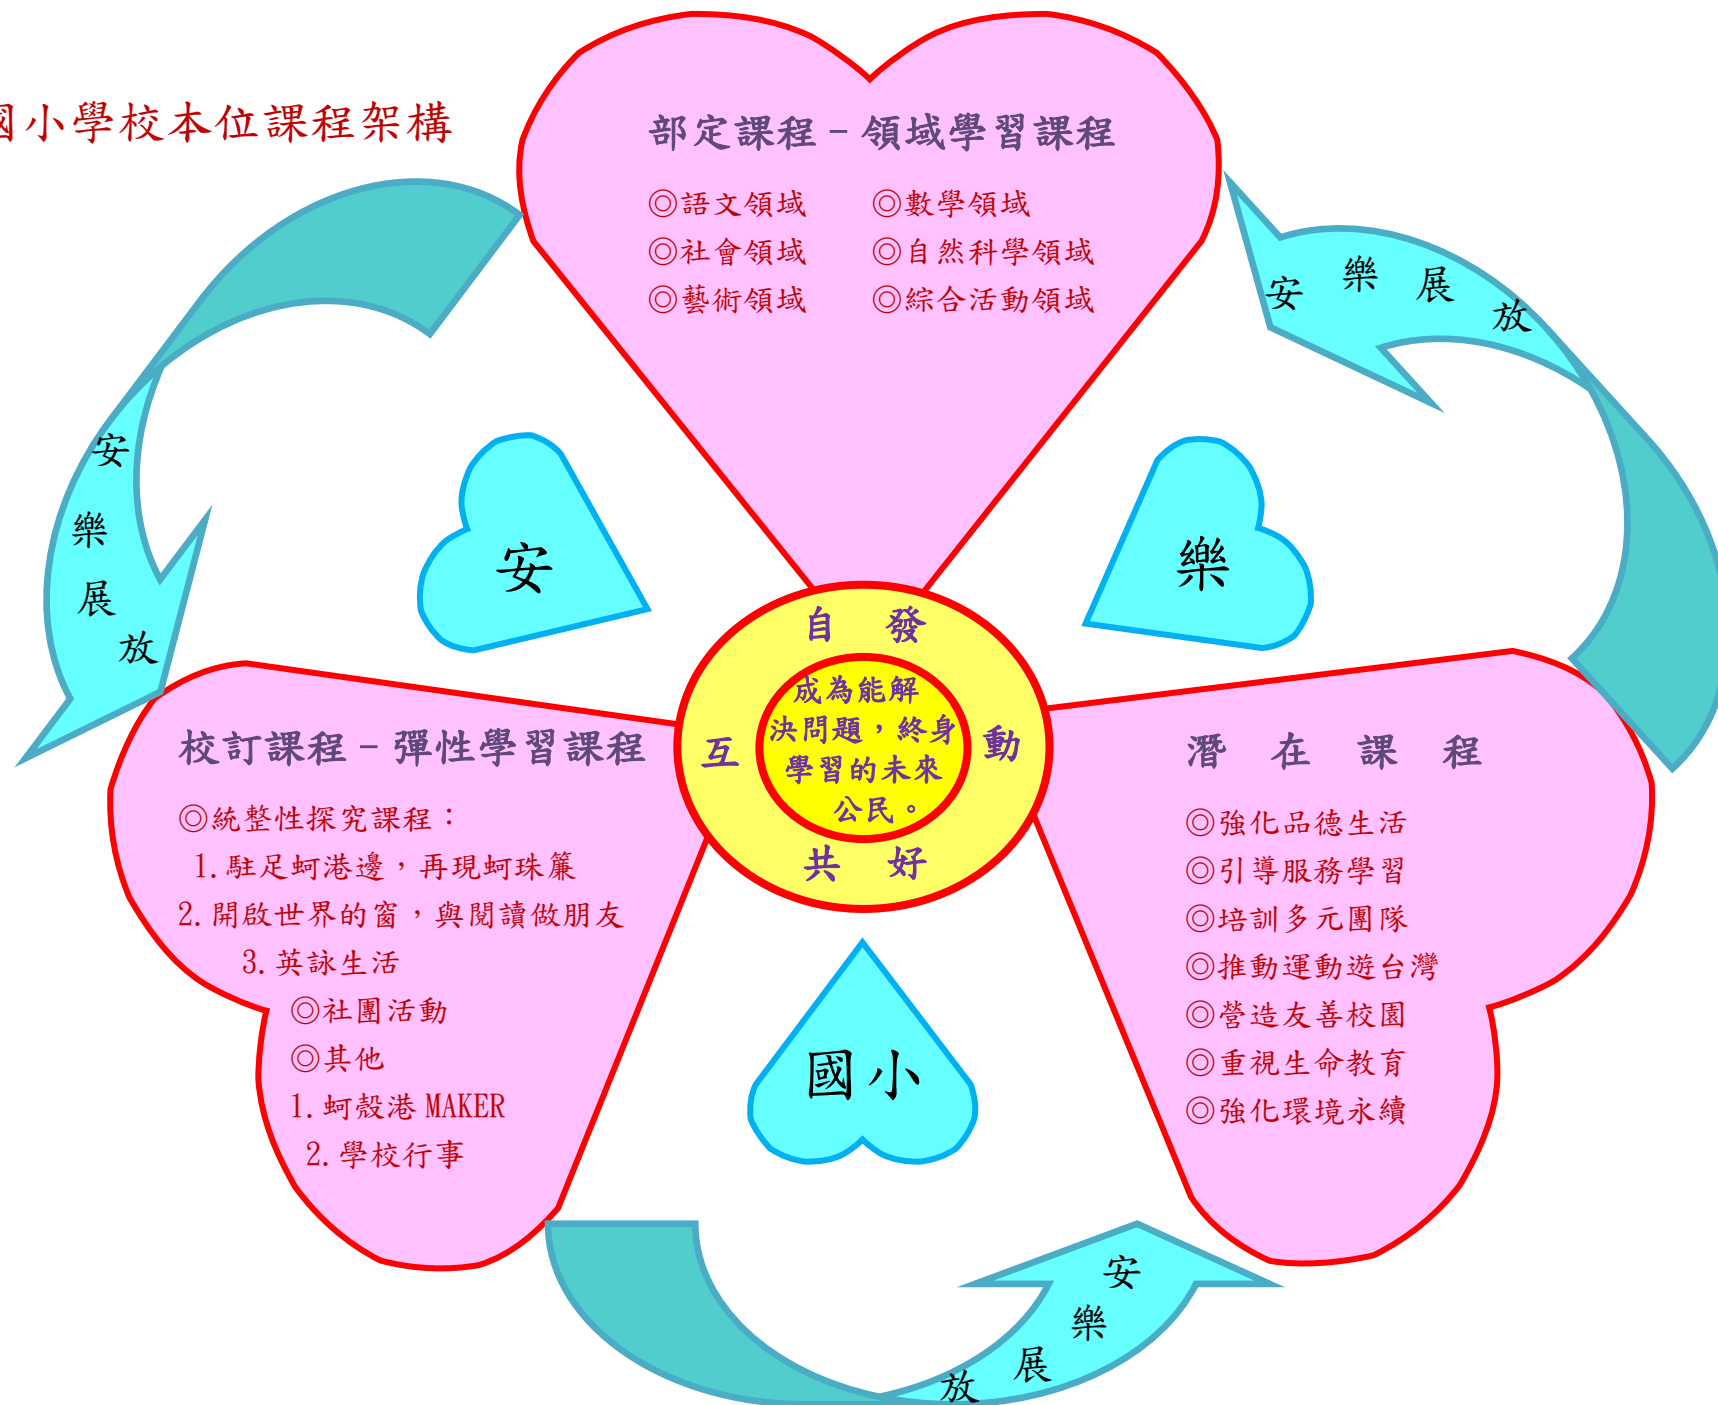 國小學校本位課程架構
部定課程－領域學習課程
◎語文領域 ◎數學領域
◎社會領域 ◎自然科學領域
◎藝術領域 ◎綜合活動領域
安樂展放
安樂展放
安
樂
自發
互動
共好
成為能解
決問題，終身
學習的未來
公民。
校訂課程－彈性學習課程
◎統整性探究課程：
1.駐足蚵港邊，再現蚵珠簾
2.開啟世界的窗，與閱讀做朋友
3.英詠生活
◎社團活動
◎其他
1.蚵殼港 MAKER
2.學校行事
潛在課程
◎強化品德生活
◎引導服務學習
◎培訓多元團隊
◎推動運動遊台灣
◎營造友善校園
◎重視生命教育
◎強化環境永續
國小
安樂展放